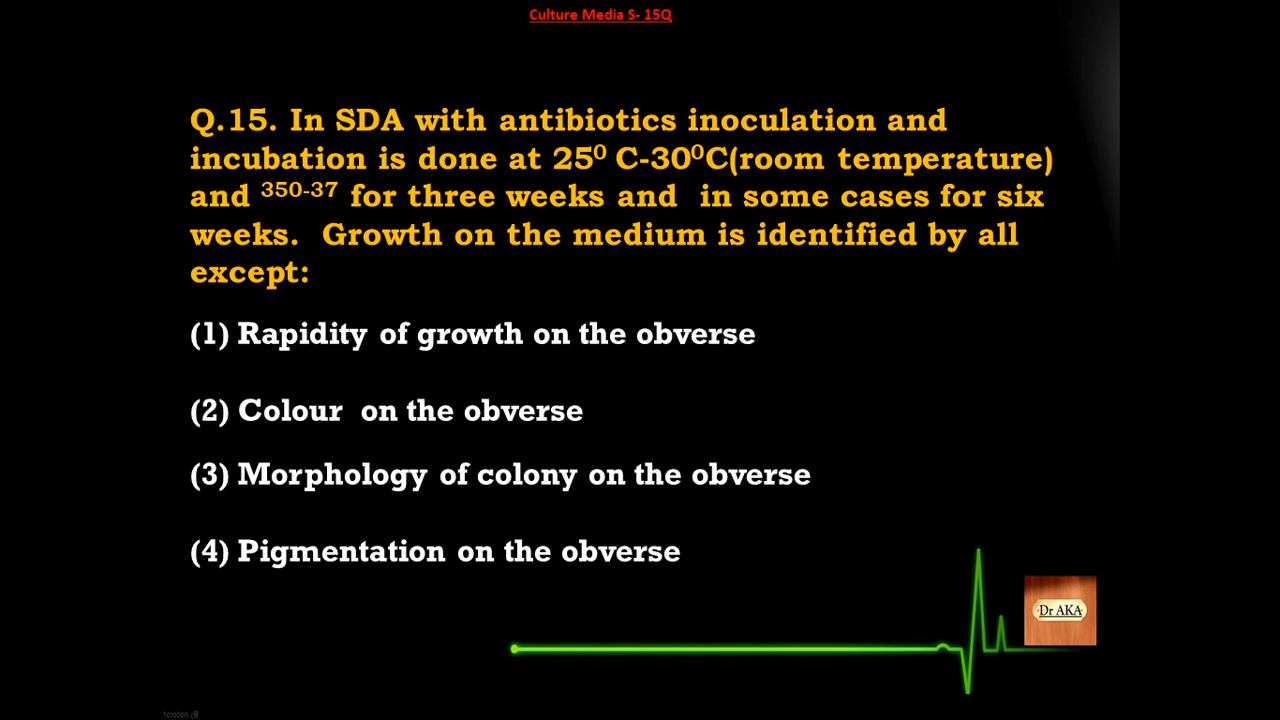 Culture Media S- 15Q
Q.15. In SDA with antibiotics inoculation and
incubation is done at 25⁰ C-30⁰C(room temperature)
and ³⁵⁰⁻³⁷ for three weeks and in some cases for six
weeks. Growth on the medium is identified by all
except:
(1) Rapidity of growth on the obverse
(2) Colour on the obverse
(3) Morphology of colony on the obverse
(4) Pigmentation on the obverse
Dr AKA